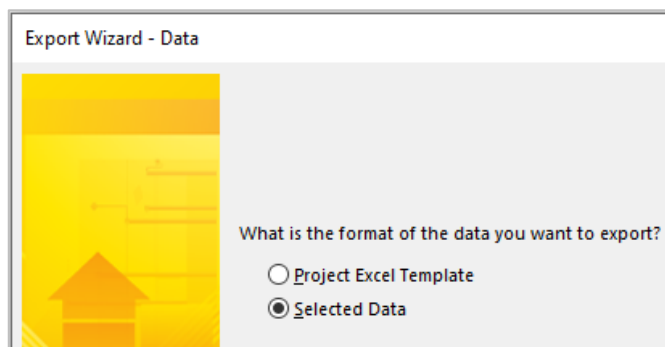 Export Wizard - Data
What is the format of the data you want to export?
Project Excel Template
Selected Data